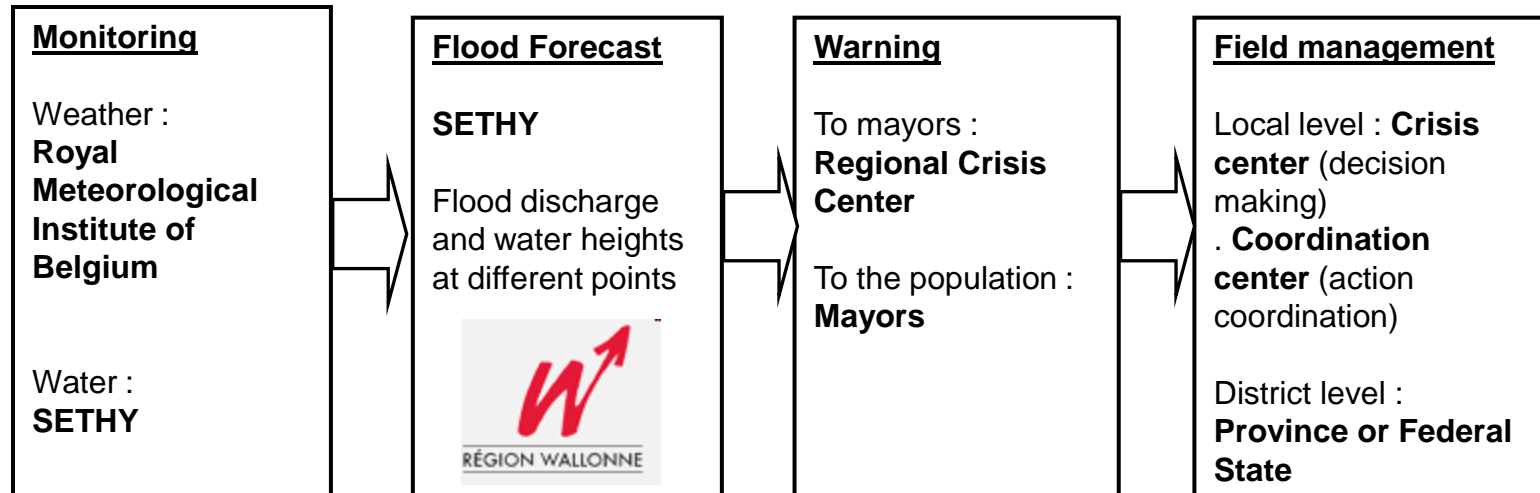 Monitoring
Weather :
Royal
Meteorological
Institute of
Belgium
Water :
SETHY
Flood Forecast
SETHY
Flood discharge
and water heights
at different points
W
RÉGION WALLONNE
Warning
To mayors :
Regional Crisis
Center
To the population :
Mayors
Field management
Local level : Crisis
center (decision
making)
. Coordination
center (action
coordination)
District level :
Province or Federal
State